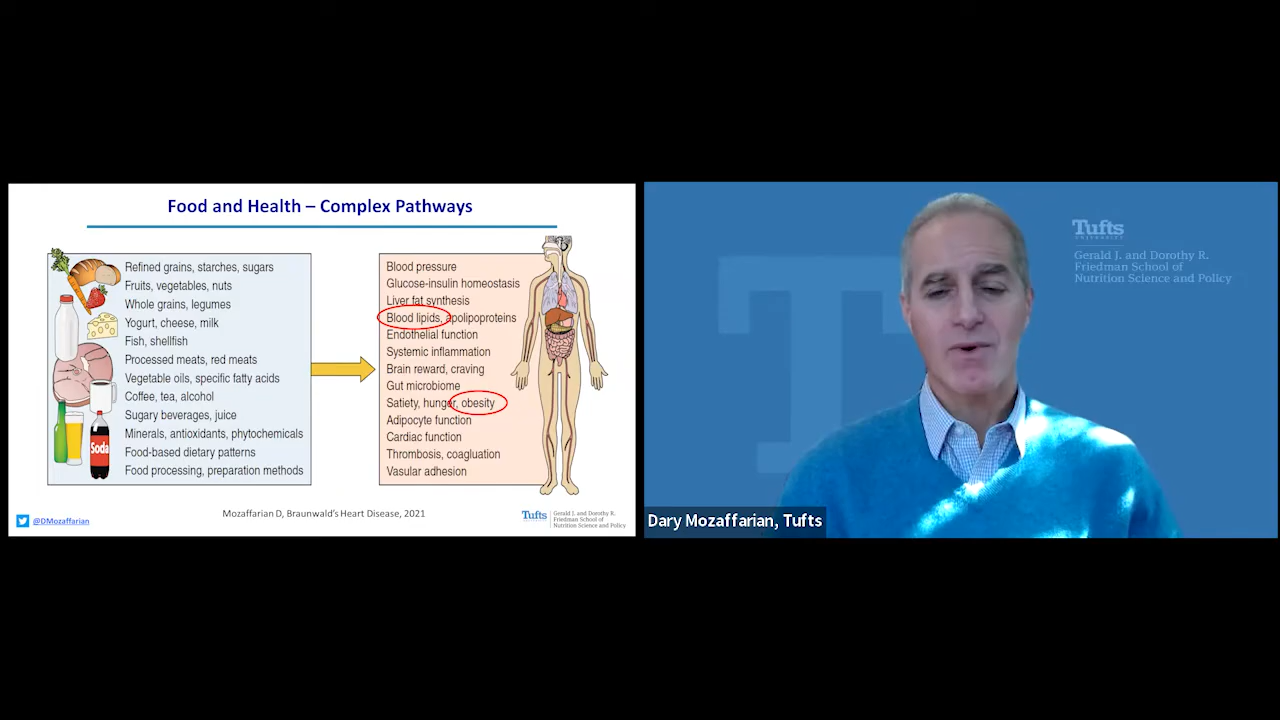 Food and Health – Complex Pathways
Refined grains, starches, sugars
Fruits, vegetables, nuts
Whole grains, legumes
Yogurt, cheese, milk
Fish, shellfish
Processed meats, red meats
Vegetable oils, specific fatty acids
Coffee, tea, alcohol
Sugary beverages, juice
Minerals, antioxidants, phytochemicals
Food-based dietary patterns
Food processing, preparation methods
Soda
Blood pressure
Glucose-insulin homeostasis
Liver fat synthesis
Blood lipids, apolipoproteins
Endothelial function
Systemic inflammation
Brain reward, craving
Gut microbiome
Satiety, hunger, obesity
Adipocyte function
Cardiac function
Thrombosis, coagluation
Vasular adhesion
Mozaffarian D, Braunwald's Heart Disease, 2021
@DMozaffarian
Tufts
UNIVERSITY
Gerald J. and Dorothy R.
Friedman School of
Nutrition Science and Policy
Tufts
UNIVERSITY
Gerald J. and Dorothy R.
Friedman School of
Nutrition Science and Policy
T
Dary Mozaffarian, Tufts